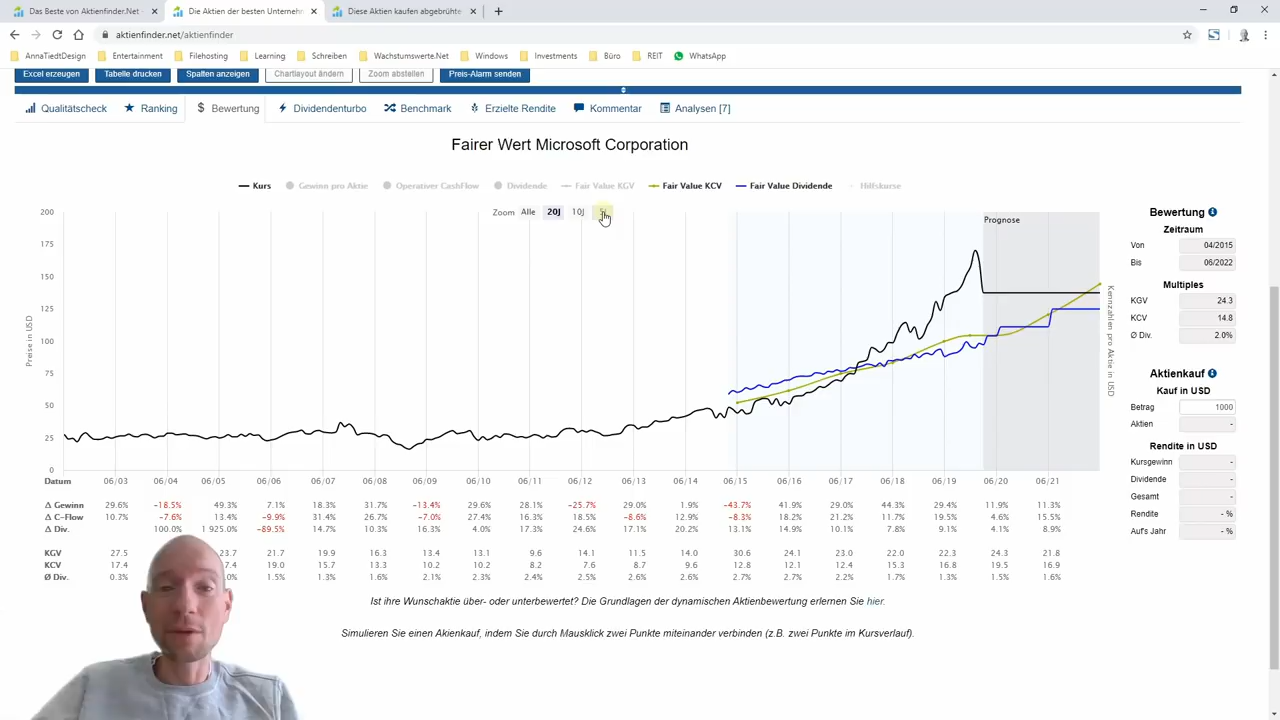 Das Beste von Aktienfinder.Net -
Die Aktien der besten Unternehm
Diese Aktien kaufen abgebrühte
aktienfinder.net/aktienfinder
AnnaTiedtDesign Entertainment Filehosting Learning Schreiben Wachstumswerte.Net Windows Investments Büro REIT WhatsApp
Excel erzeugen Tabelle drucken Spalten anzeigen Chartlayout ändern Zoom abstellen Preis-Alarm senden
Qualitätscheck Ranking Bewertung Dividendenturbo Benchmark Erzielte Rendite Kommentar Analysen [7]
Fairer Wert Microsoft Corporation
Kurs Gewinn pro Aktie Operativer CashFlow Dividende Fair Value KGV Fair Value KCV Fair Value Dividende Hilfskurse
Zoom Alle 20J 10J
Prognose
200
175
150
125
100
75
50
25
0
Preise in USD
Kennzahlen pro Aktie in USD
Datum 06/03 06/04 06/05 06/06 06/07 06/08 06/09 06/10 06/11 06/12 06/13 06/14 06/15 06/16 06/17 06/18 06/19 06/20 06/21
Δ Gewinn 29.6% -18.5% 49.3% 7.1% 18.3% 31.7% -13.4% 29.6% 28.1% -25.7% 29.0% 1.9% -43.7% 41.9% 29.0% 44.3% 29.4% 11.9% 11.3%
Δ C-Flow 10.7% -7.6% 13.4% -9.9% 31.4% 26.7% -7.0% 27.4% 16.3% 18.5% -8.6% 12.9% -8.3% 18.2% 21.2% 11.7% 19.5% 4.6% 15.5%
Δ Div. 100.0% 1 925.0% -89.5% 14.7% 10.3% 16.3% 4.0% 17.3% 24.6% 17.1% 20.2% 13.1% 14.9% 10.1% 7.8% 9.1% 4.1% 8.9%
KGV 27.5 23.7 21.7 19.9 16.3 13.4 13.1 9.6 14.1 11.5 14.0 30.6 24.1 23.0 22.0 22.3 24.3 21.8
KCV 17.4 7.4 19.0 15.7 13.3 10.2 10.2 8.2 7.6 8.7 9.6 12.8 12.1 12.4 15.3 16.8 19.5 16.9
Ø Div. 0.3% .0% 1.5% 1.3% 1.6% 2.1% 2.3% 2.4% 2.5% 2.6% 2.6% 2.7% 2.7% 2.2% 1.7% 1.3% 1.5% 1.6%
Ist ihre Wunschaktie über- oder unterbewertet? Die Grundlagen der dynamischen Aktienbewertung erlernen Sie hier.
Simulieren Sie einen Akienkauf, indem Sie durch Mausklick zwei Punkte miteinander verbinden (z.B. zwei Punkte im Kursverlauf).
Bewertung
Zeitraum
Von 04/2015
Bis 06/2022
Multiples
KGV 24.3
KCV 14.8
Ø Div. 2.0%
Aktienkauf
Kauf in USD
Betrag 1000
Aktien -
Rendite in USD
Kursgewinn -
Dividende -
Gesamt -
Rendite - %
Auf's Jahr - %